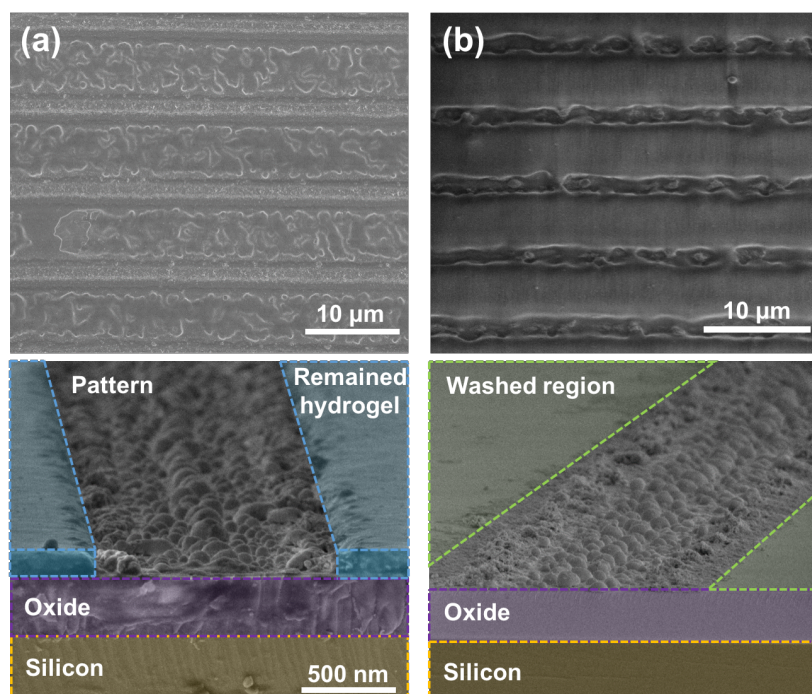 (a)
10 µm
(b)
10 µm
Pattern
Remained
hydrogel
Oxide
Silicon
500 nm
Washed region
Oxide
Silicon